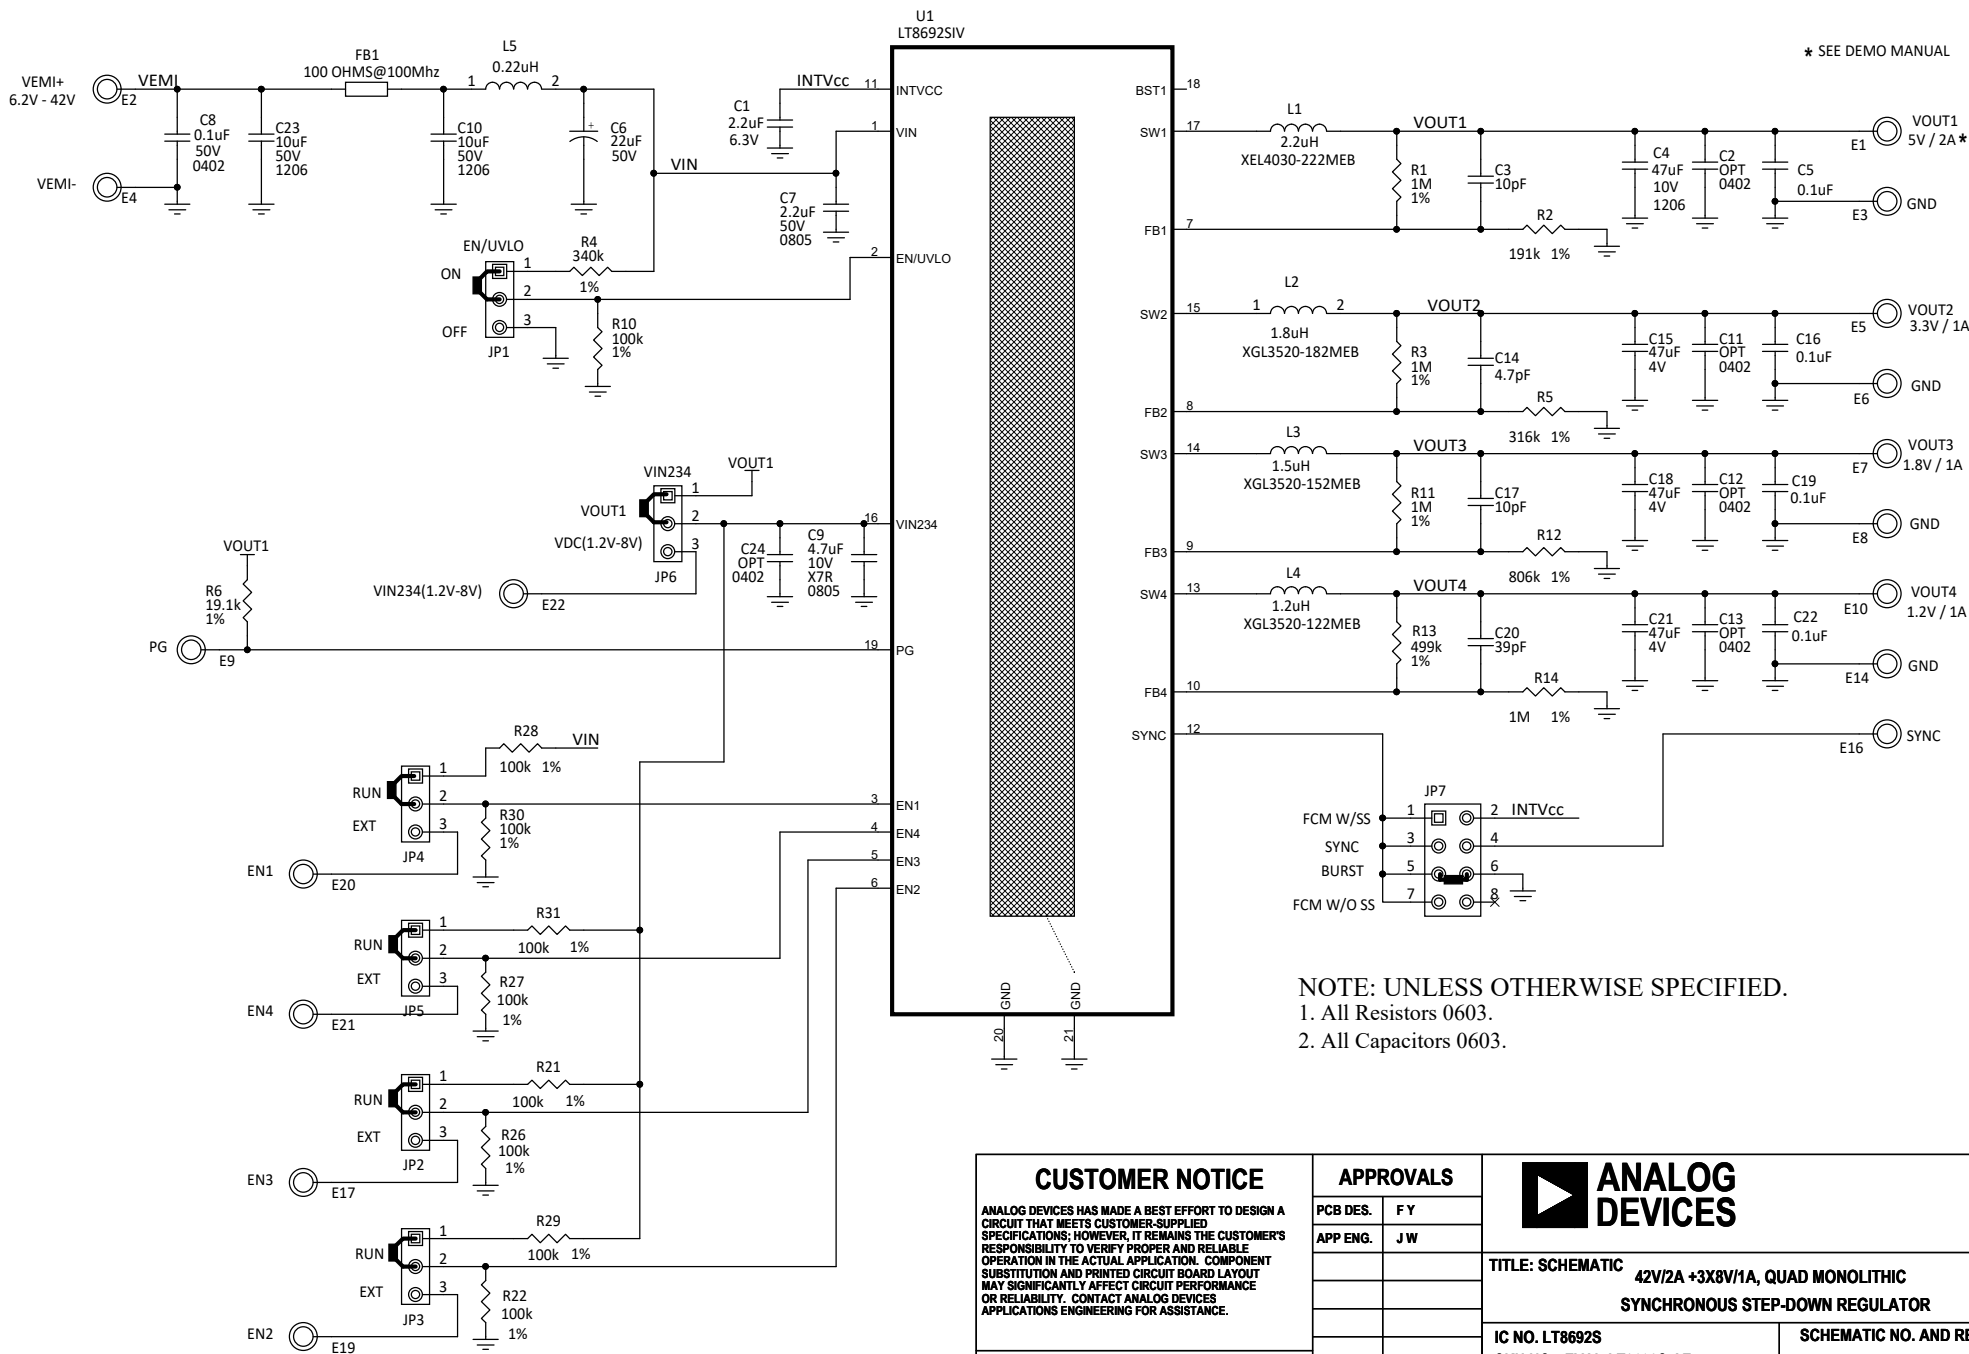 U1
LT8692SIV
* SEE DEMO MANUAL
VEMI+
6.2V - 42V
E2
VEMI
FB1
100 OHMS@100Mhz
L5
0.22uH
1
2
C8
0.1uF
50V
0402
C23
10uF
50V
1206
C10
10uF
50V
1206
+
C6
22uF
50V
VEMI-
E4
VIN
INTVcc
11
INTVCC
C1
2.2uF
6.3V
1
VIN
C7
2.2uF
50V
0805
2
EN/UVLO
EN/UVLO
ON
OFF
1
2
3
JP1
R4
340k
1%
R10
100k
1%
BST1
18
SW1
17
L1
2.2uH
XEL4030-222MEB
VOUT1
R1
1M
1%
C3
10pF
C4
47uF
10V
1206
C2
OPT
0402
C5
0.1uF
E1
VOUT1
5V / 2A *
E3
GND
FB1
7
R2
191k 1%
SW2
15
L2
1
2
1.8uH
XGL3520-182MEB
VOUT2
R3
1M
1%
C14
4.7pF
C15
47uF
4V
C11
OPT
0402
C16
0.1uF
E5
VOUT2
3.3V / 1A
E6
GND
FB2
8
R5
316k 1%
SW3
14
L3
1.5uH
XGL3520-152MEB
VOUT3
R11
1M
1%
C17
10pF
C18
47uF
4V
C12
OPT
0402
C19
0.1uF
E7
VOUT3
1.8V / 1A
E8
GND
FB3
9
R12
806k 1%
SW4
13
L4
1.2uH
XGL3520-122MEB
VOUT4
R13
499k
1%
C20
39pF
C21
47uF
4V
C13
OPT
0402
C22
0.1uF
E10
VOUT4
1.2V / 1A
E14
GND
FB4
10
R14
1M 1%
SYNC
12
E16
SYNC
VIN234
VOUT1
VOUT1
VDC(1.2V-8V)
1
2
3
JP6
VIN234(1.2V-8V)
E22
C24
OPT
0402
C9
4.7uF
10V
X7R
0805
16
VIN234
VOUT1
R6
19.1k
1%
PG
E9
19
PG
R28
100k 1%
VIN
RUN
EXT
1
2
3
JP4
R30
100k
1%
EN1
E20
3
EN1
4
EN4
5
EN3
6
EN2
R31
100k 1%
RUN
EXT
1
2
3
JP5
R27
100k
1%
EN4
E21
R21
100k 1%
RUN
EXT
1
2
3
JP2
R26
100k
1%
EN3
E17
R29
100k 1%
RUN
EXT
1
2
3
JP3
R22
100k
1%
EN2
E19
GND
GND
20
21
JP7
FCM W/SS
1
2
INTVcc
SYNC
3
4
BURST
5
6
FCM W/O SS
7
8
NOTE: UNLESS OTHERWISE SPECIFIED.
1. All Resistors 0603.
2. All Capacitors 0603.
CUSTOMER NOTICE
ANALOG DEVICES HAS MADE A BEST EFFORT TO DESIGN A
CIRCUIT THAT MEETS CUSTOMER-SUPPLIED
SPECIFICATIONS; HOWEVER, IT REMAINS THE CUSTOMER'S
RESPONSIBILITY TO VERIFY PROPER AND RELIABLE
OPERATION IN THE ACTUAL APPLICATION. COMPONENT
SUBSTITUTION AND PRINTED CIRCUIT BOARD LAYOUT
MAY SIGNIFICANTLY AFFECT CIRCUIT PERFORMANCE
OR RELIABILITY. CONTACT ANALOG DEVICES
APPLICATIONS ENGINEERING FOR ASSISTANCE.
APPROVALS
PCB DES. F Y
APP ENG. J W
ANALOG
DEVICES
TITLE: SCHEMATIC
42V/2A +3X8V/1A, QUAD MONOLITHIC
SYNCHRONOUS STEP-DOWN REGULATOR
IC NO. LT8692S
SCHEMATIC NO. AND RE